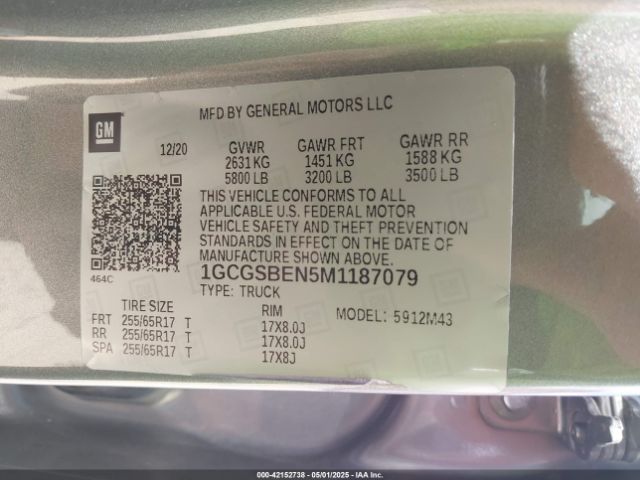 GM
MFD BY GENERAL MOTORS LLC
12/20 GVWR GAWR FRT GAWR RR
2631 KG 1451 KG 1588 KG
5800 LB 3200 LB 3500 LB
THIS VEHICLE CONFORMS TO ALL
APPLICABLE U.S. FEDERAL MOTOR
VEHICLE SAFETY AND THEFT PREVENTION
STANDARDS IN EFFECT ON THE DATE OF
MANUFACTURE SHOWN ABOVE.
464C
1GCGSBEN5M1187079
TYPE: TRUCK
TIRE SIZE RIM MODEL: 5912M43
FRT 255/65R17 T 17X8.0J
RR 255/65R17 T 17X8.0J
SPA 255/65R17 T 17X8J
000-42152738 - 05/01/2025 - IAA Inc.